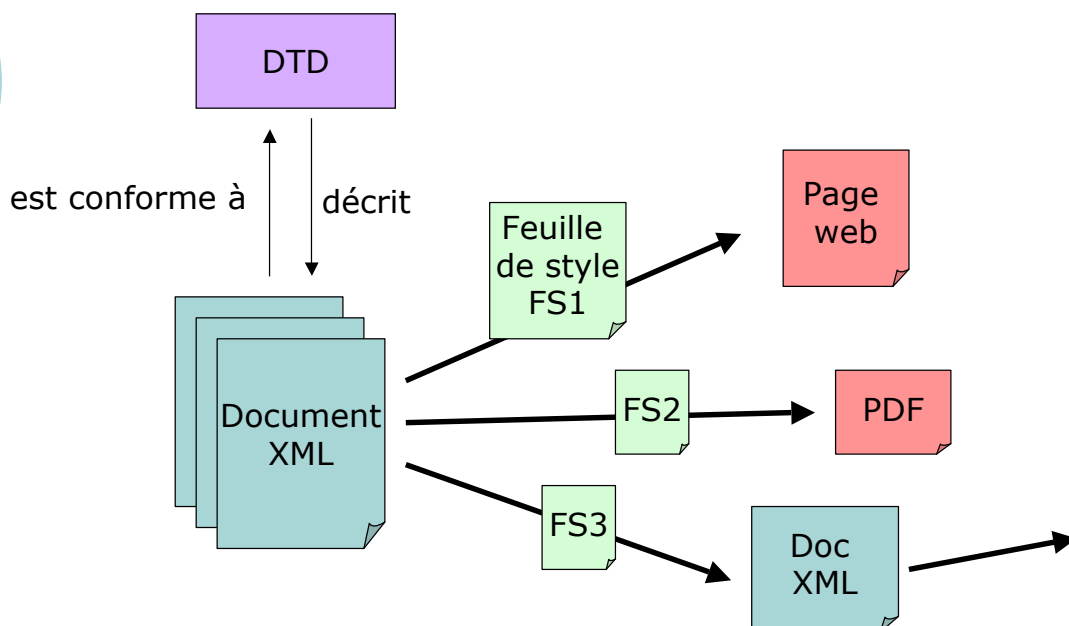 DTD
est conforme à
décrit
Feuille
de style
FS1
Page
web
Document
XML
FS2
PDF
FS3
Doc
XML